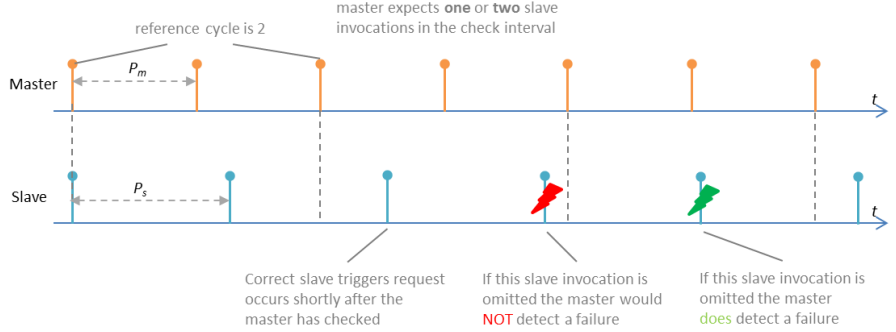 master expects one or two slave
invocations in the check interval
reference cycle is 2
Pm
Master
t
Ps
Slave
t
Correct slave triggers request
occurs shortly after the
master has checked
If this slave invocation is
omitted the master would
NOT detect a failure
If this slave invocation is
omitted the master
does detect a failure